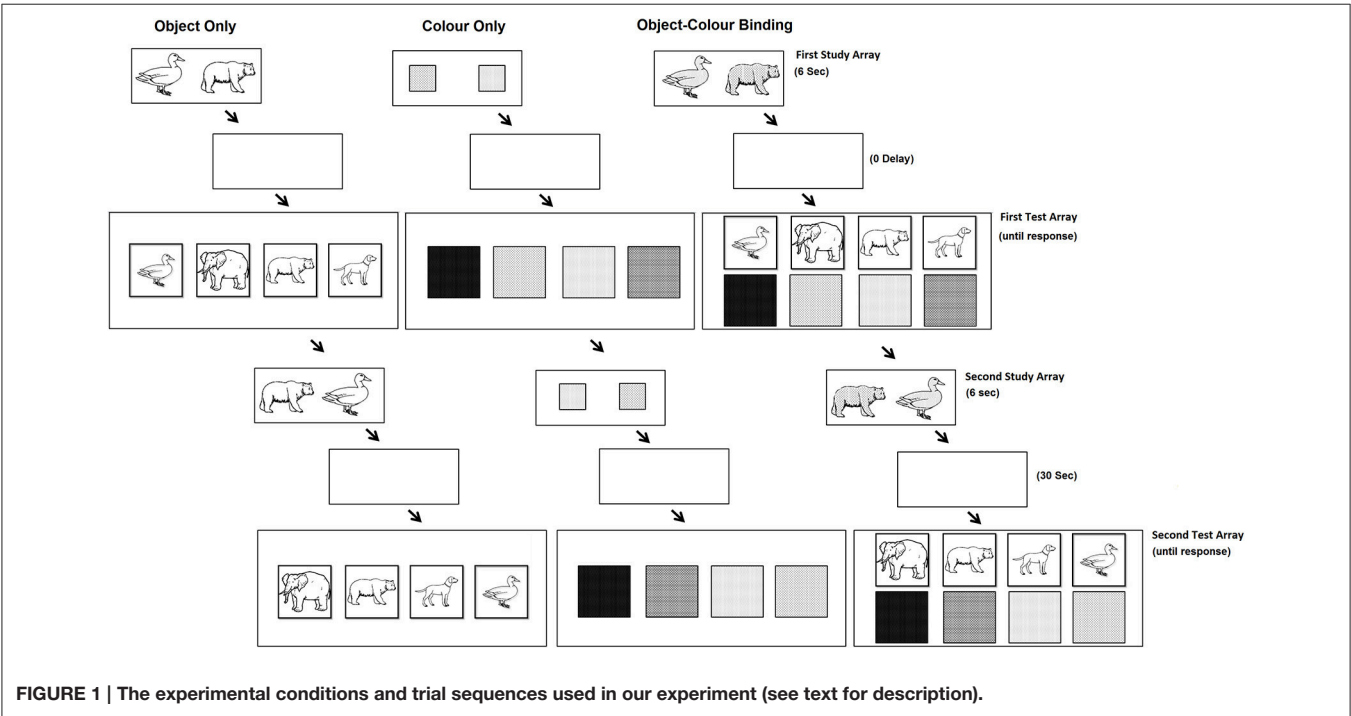 Object Only
Colour Only
Object-Colour Binding
First Study Array
(6 Sec)
(0 Delay)
First Test Array
(until response)
Second Study Array
(6 sec)
(30 Sec)
Second Test Array
(until response)
FIGURE 1 | The experimental conditions and trial sequences used in our experiment (see text for description).